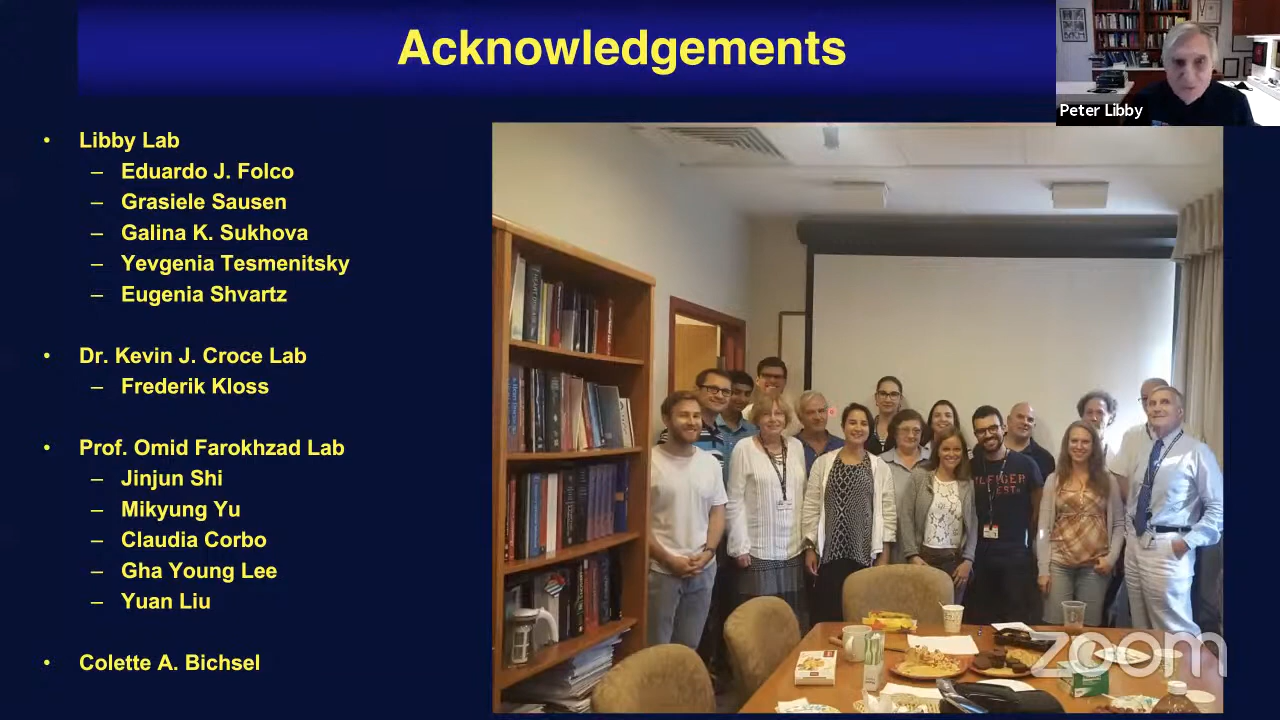 Acknowledgements
Peter Libby
• Libby Lab
– Eduardo J. Folco
– Grasiele Sausen
– Galina K. Sukhova
– Yevgenia Tesmenitsky
– Eugenia Shvartz
• Dr. Kevin J. Croce Lab
– Frederik Kloss
• Prof. Omid Farokhzad Lab
– Jinjun Shi
– Mikyung Yu
– Claudia Corbo
– Gha Young Lee
– Yuan Liu
• Colette A. Bichsel
zoom